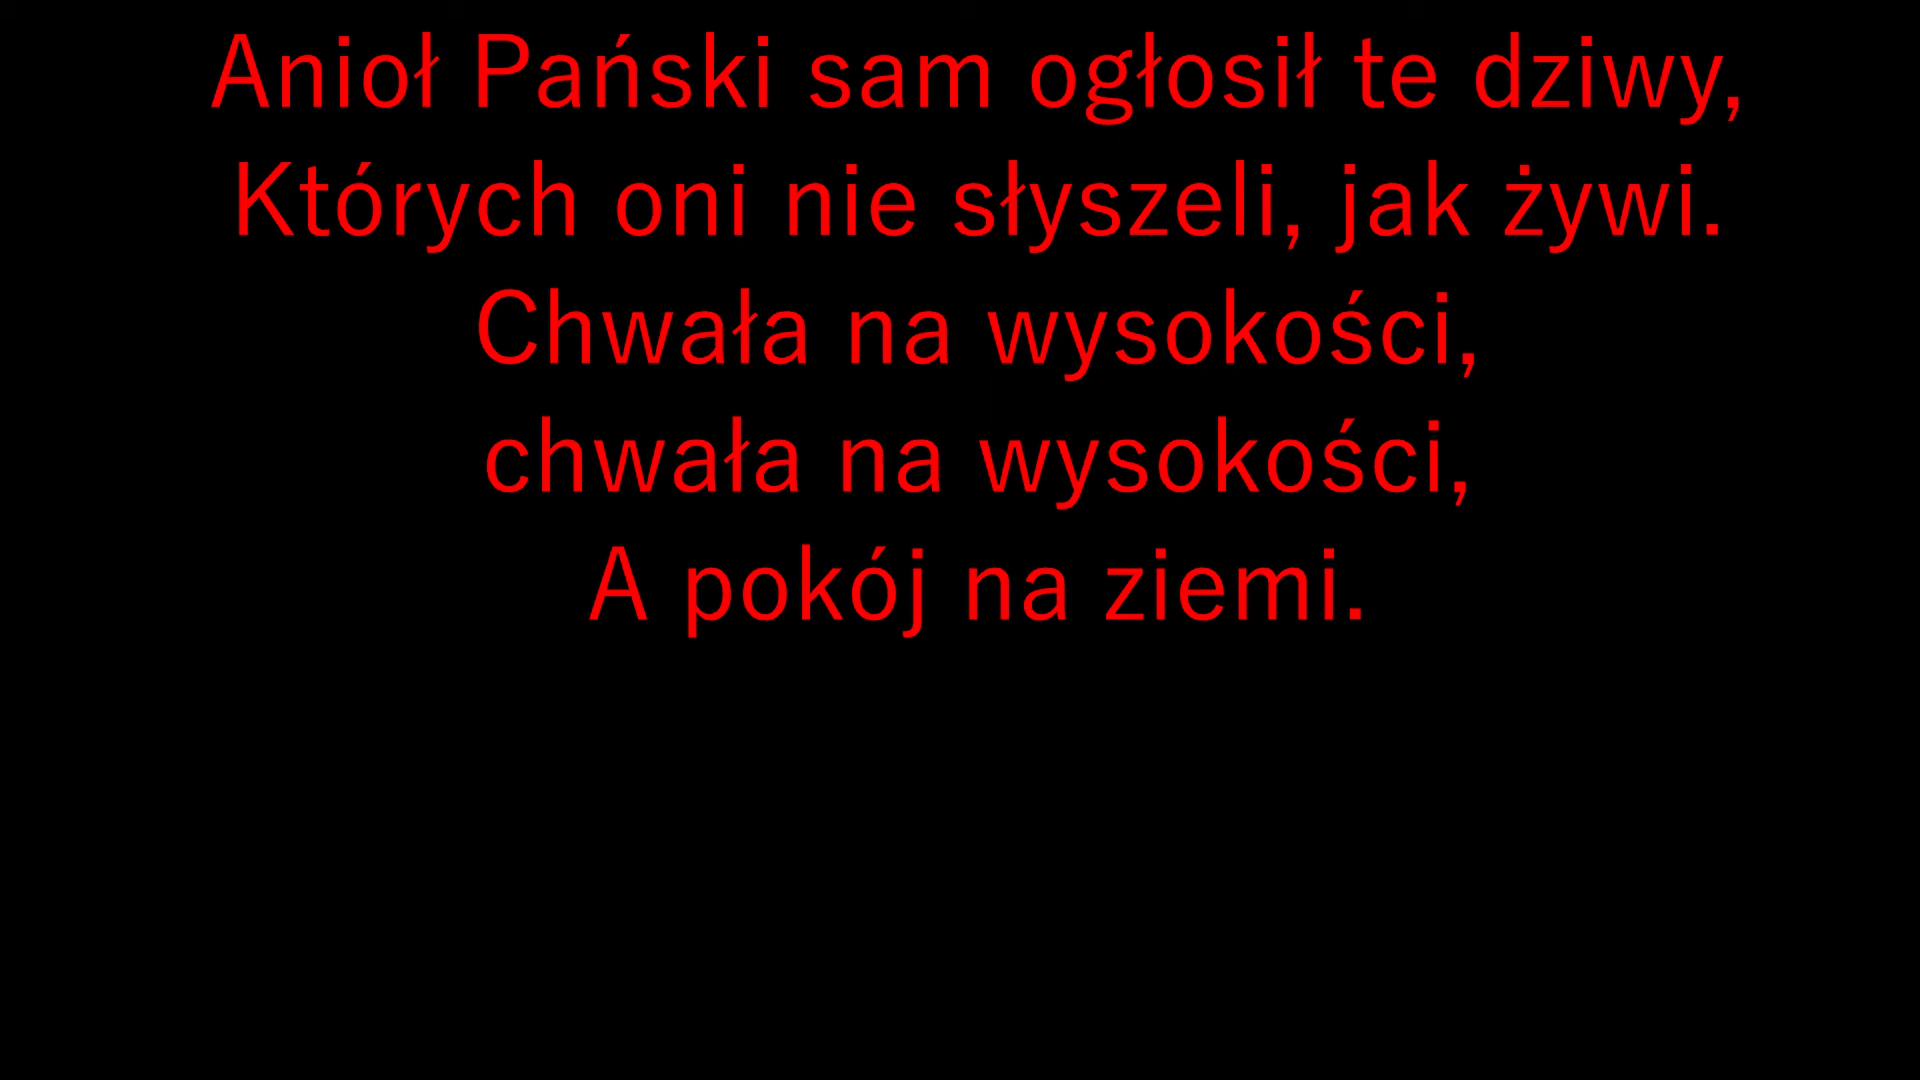 Anioł Pański sam ogłosił te dziwy,
Których oni nie słyszeli, jak żywi.
Chwała na wysokości,
chwała na wysokości,
A pokój na ziemi.